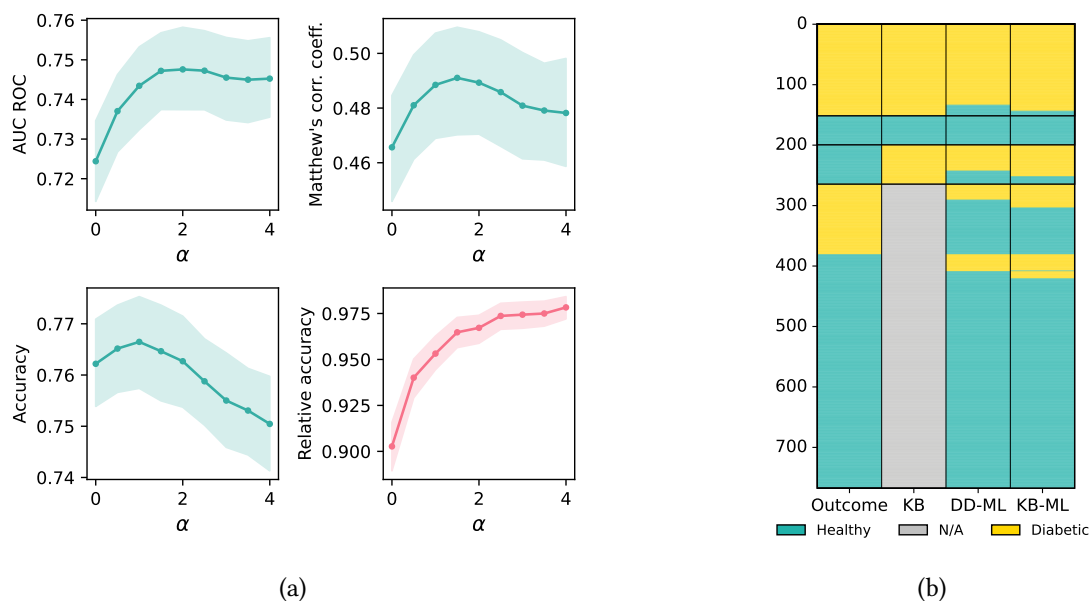 0.76
0.75
0.74
0.73
0.72
AUC ROC
0 2 4
α
0.50
0.48
0.46
Matthew's corr. coeff.
0 2 4
α
0.77
0.76
0.75
0.74
Accuracy
0 2 4
α
0.975
0.950
0.925
0.900
Relative accuracy
0 2 4
α
(a)
0
100
200
300
400
500
600
700
Outcome KB DD-ML KB-ML
Healthy N/A Diabetic
(b)